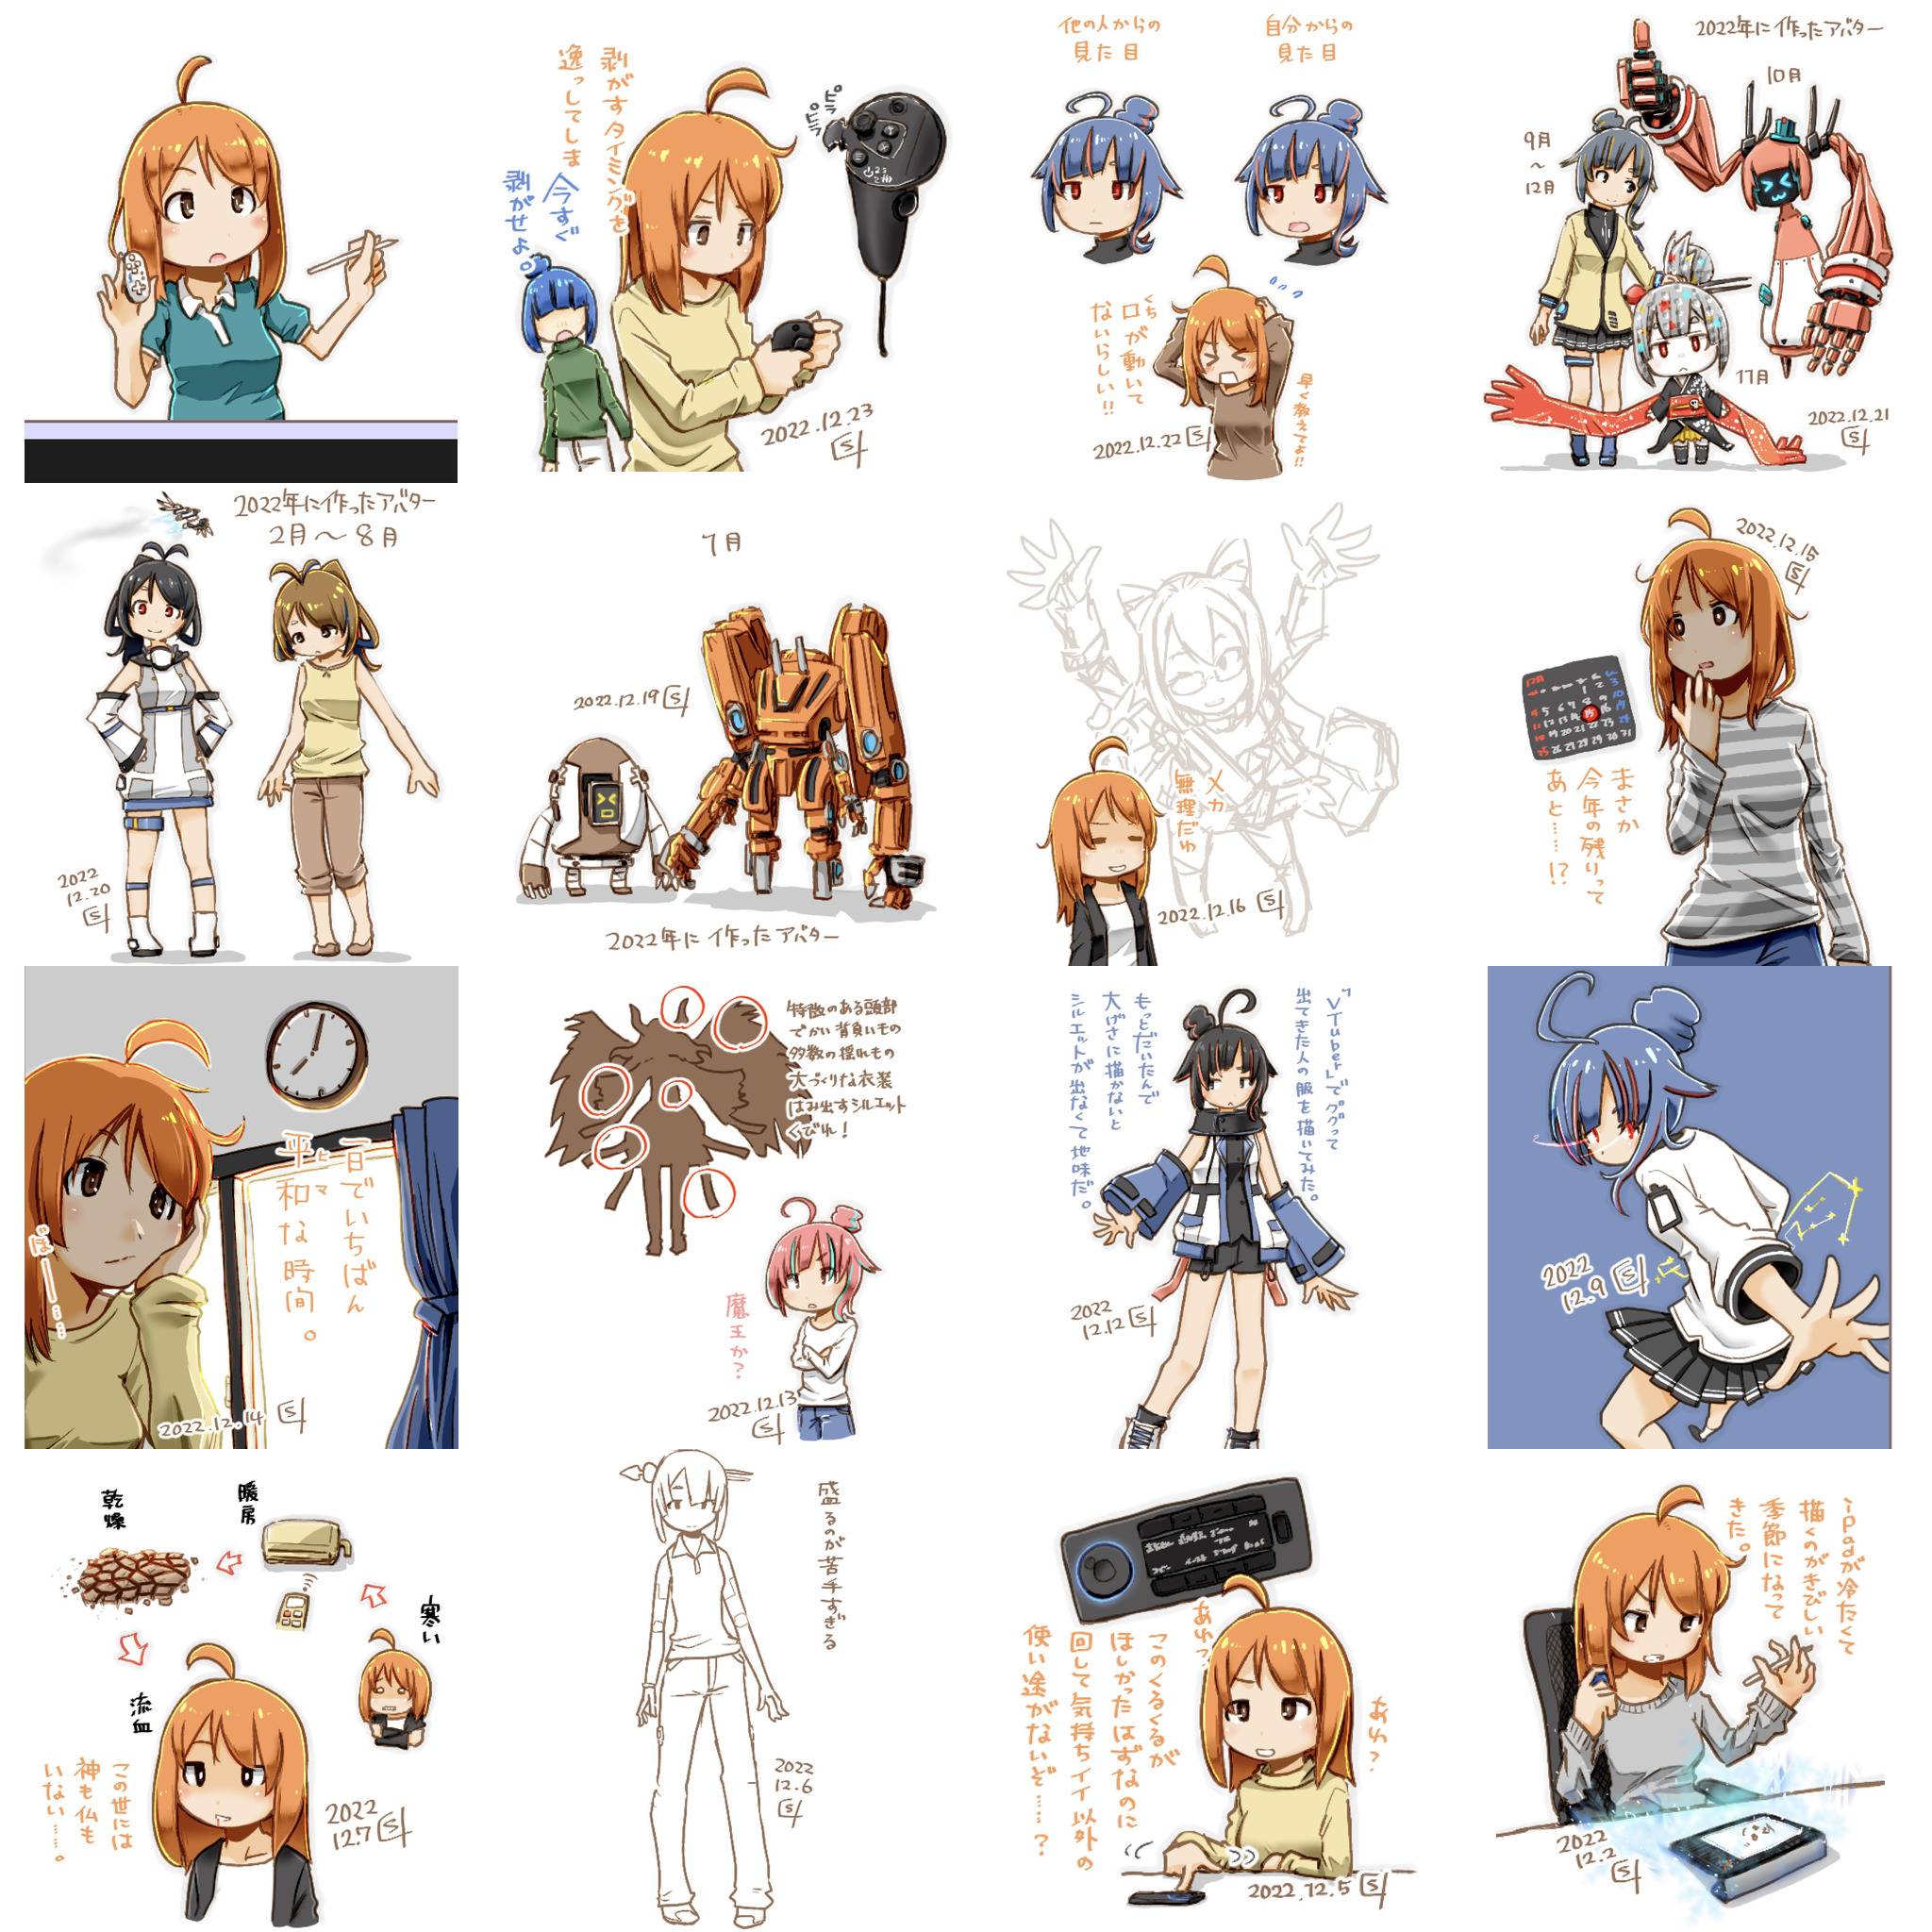 剥がすタイミングを
逸ってしまう
今すぐ
剥がせよ。
ピラ
ピラ
2022.12.23
他の人からの
見た目
自分からの
見た目
くち
口が動いて
ないらしい!!
早く教えてよ!!
2022.12.22
2022年に作ったアバター
10月
9月
~
12月
11月
2022.12.21
2022年に作ったアバター
2月~8月
2022
12.20
7月
2022.12.19
2022年に作ったアバター
メカ
無理だわ
2022.12.16
2022.12.15
12月
まさか
今年の残りって
あと……!?
一日でいちばん
平和な時間。
ヒマ
ぼーー……
2022.12.14
特徴のある頭部
でかい背負いもの
多数の揺れもの
大づくりな衣装
はみ出すシルエット
くびれ!
魔王か?
2022.12.13
「VTuber」でググって
出てきた人の服を描いてみた。
もっとだいたんで
大げさに描かないと
シルエットが出なくて地味だ。
2022
12.12
2022
12.9
乾燥
暖房
寒い
流血
この世には
神も仏も
いない……。
2022
12.7
盛るのが苦手すぎる
2022
12.6
あれ?
あれ?
このくるくるが
ほしかったはずなのに
回して気持ちイイ以外の
使い途がないぞ……?
2022.12.5
iPadが冷たくて
描くのがきびしい
季節になって
きた。
2022
12.2